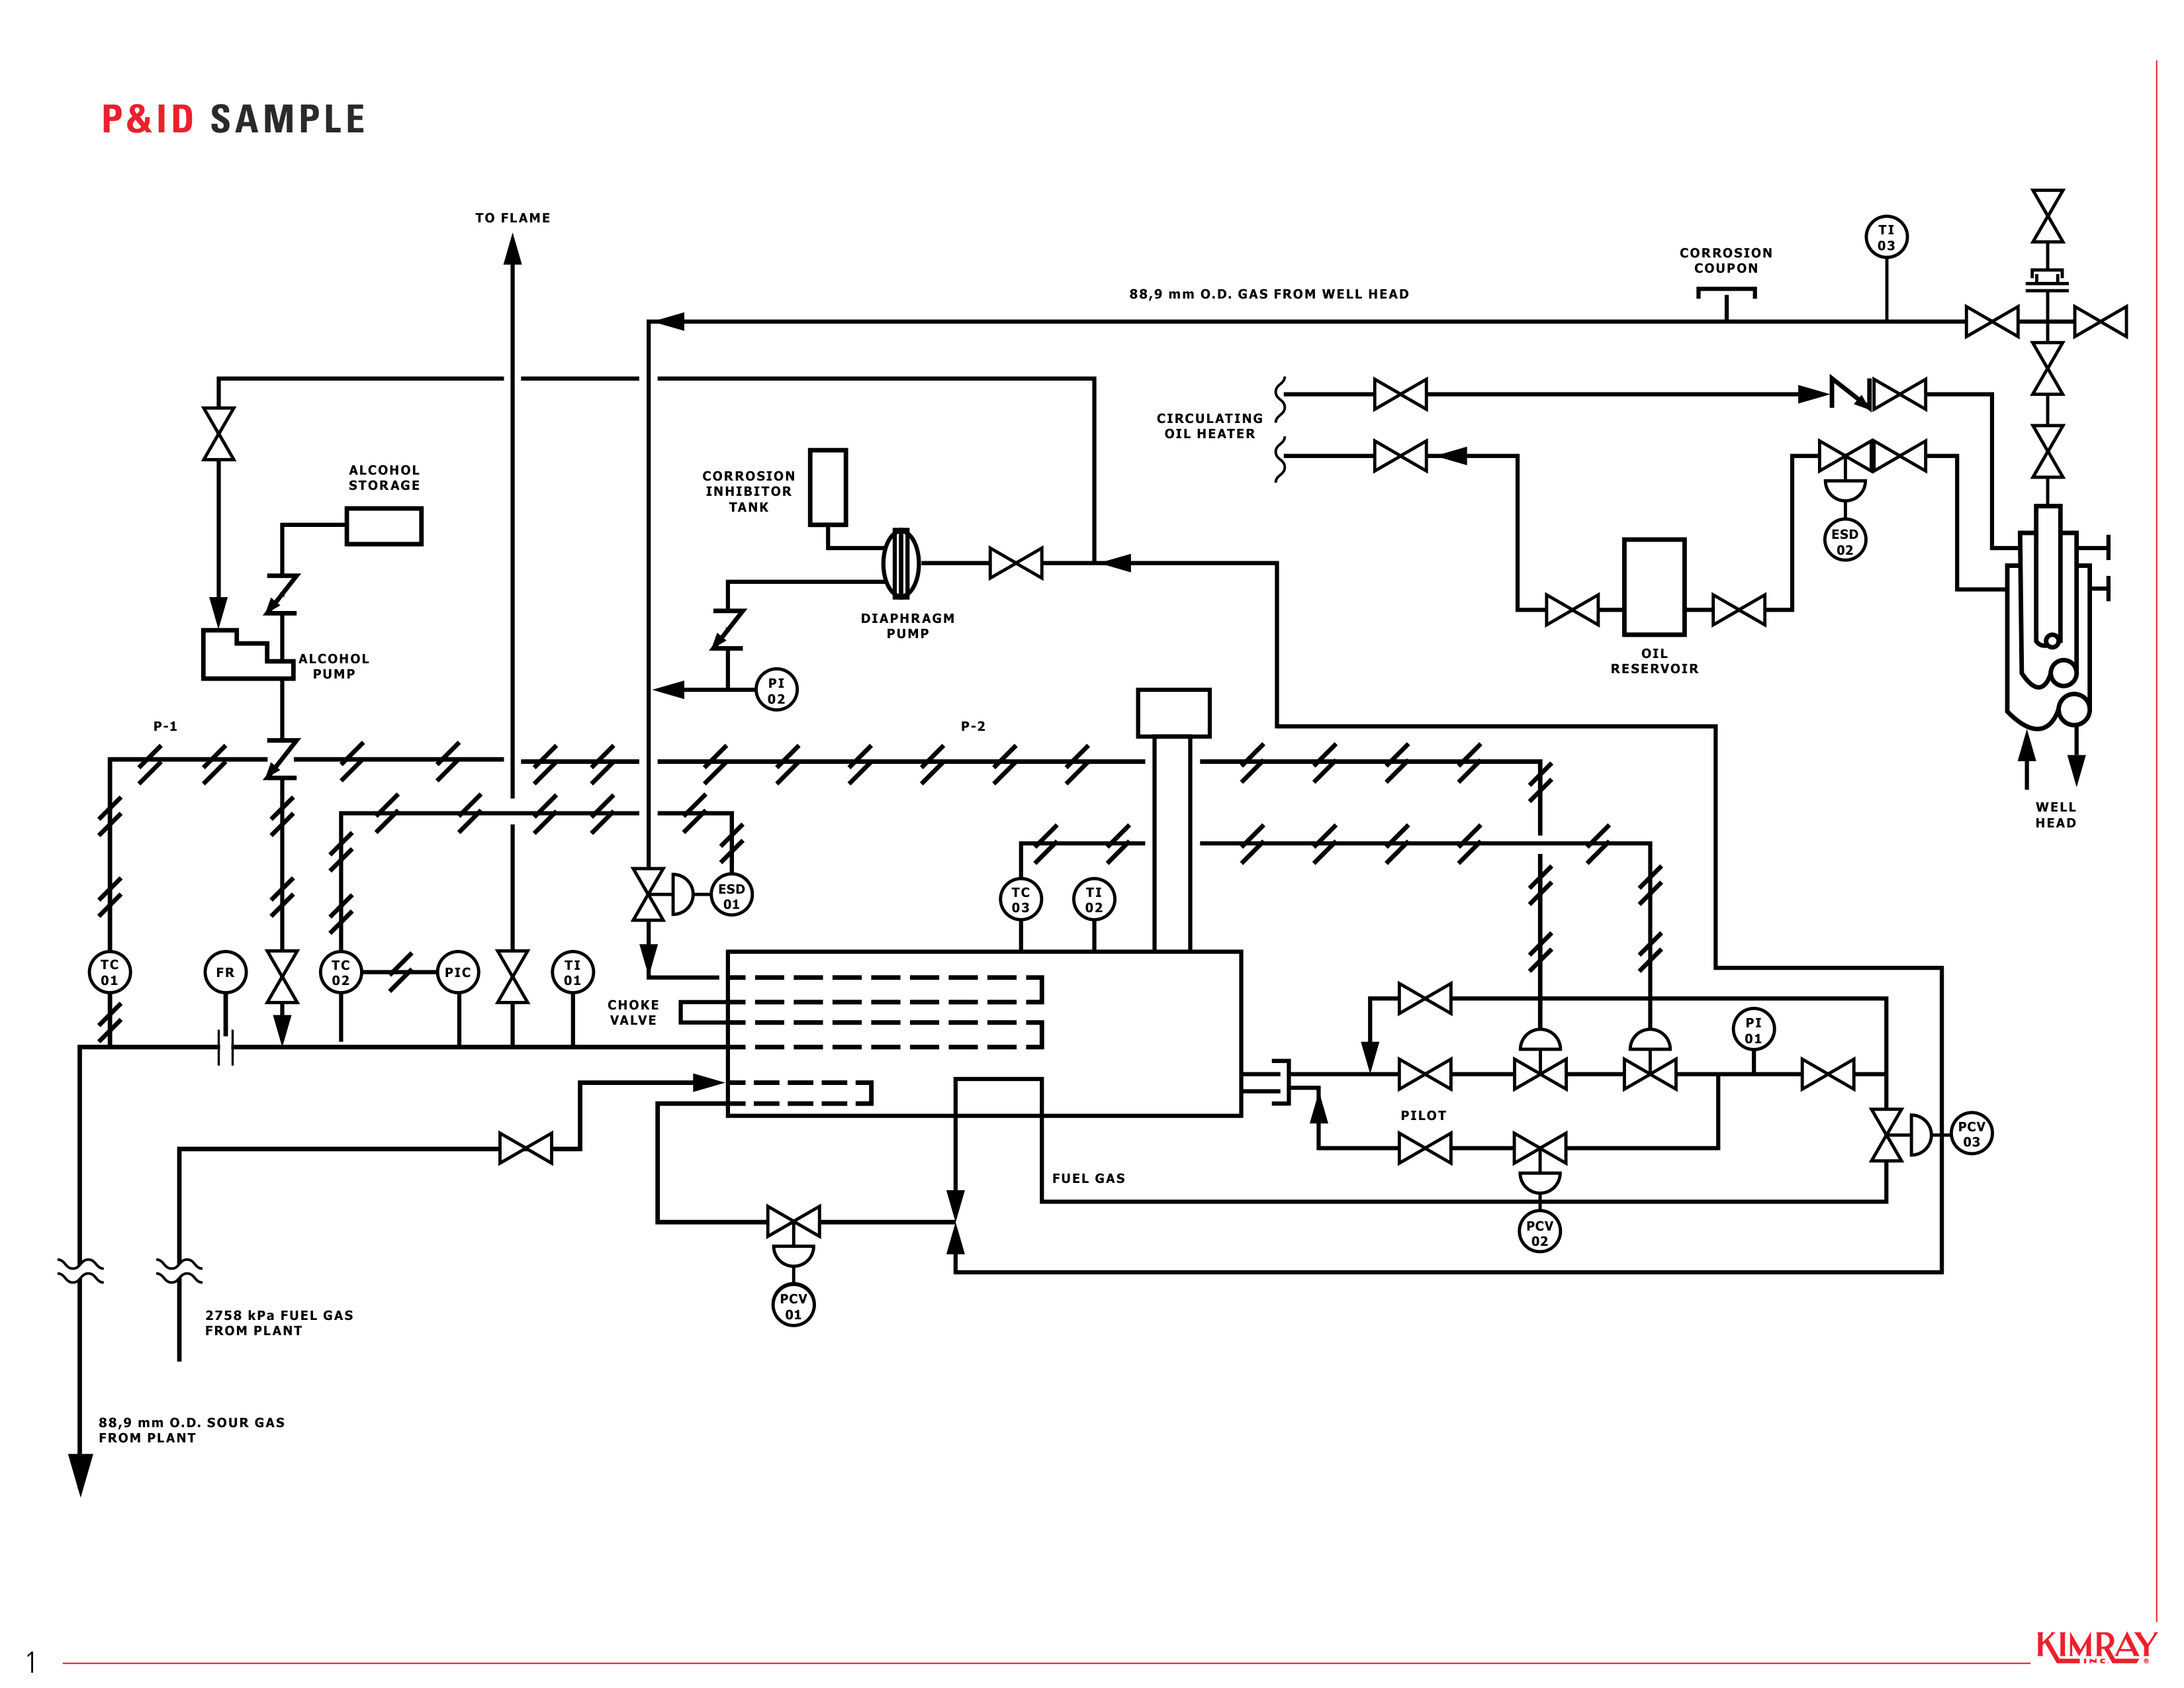 P&ID SAMPLE
TO FLAME
TI
03
CORROSION
COUPON
88,9 mm O.D. GAS FROM WELL HEAD
CIRCULATING
OIL HEATER
ALCOHOL
STORAGE
CORROSION
INHIBITOR
TANK
ESD
02
DIAPHRAGM
PUMP
OIL
RESERVOIR
ALCOHOL
PUMP
PI
02
P-1
P-2
WELL
HEAD
ESD
01
TC
03
TI
02
TC
01
FR
TC
02
PIC
TI
01
CHOKE
VALVE
PI
01
PILOT
PCV
03
FUEL GAS
PCV
02
PCV
01
2758 kPa FUEL GAS
FROM PLANT
88,9 mm O.D. SOUR GAS
FROM PLANT
1
KIMRAY
INC.®